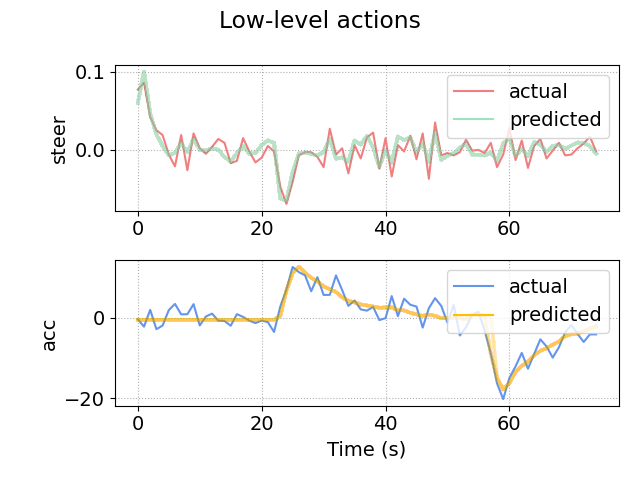 Low-level actions
0.1
0.0
steer
actual
predicted
0
20
40
60
0
−20
acc
actual
predicted
0
20
40
60
Time (s)